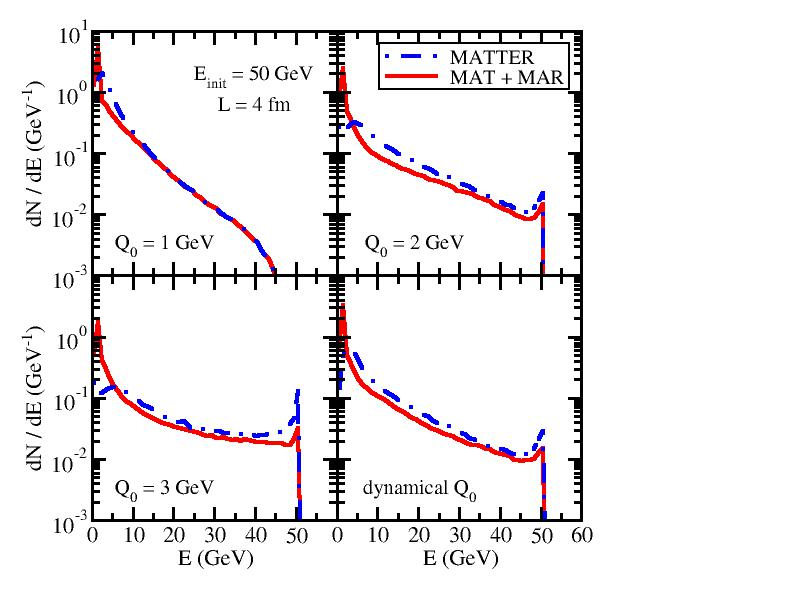 10^1
10^0
10^-1
10^-2
10^-3
dN / dE (GeV^-1)
E_init = 50 GeV
L = 4 fm
Q_0 = 1 GeV
MATTER
MAT + MAR
Q_0 = 2 GeV
10^0
10^-1
10^-2
10^-3
dN / dE (GeV^-1)
Q_0 = 3 GeV
dynamical Q_0
0 10 20 30 40 50 10 20 30 40 50 60
E (GeV) E (GeV)